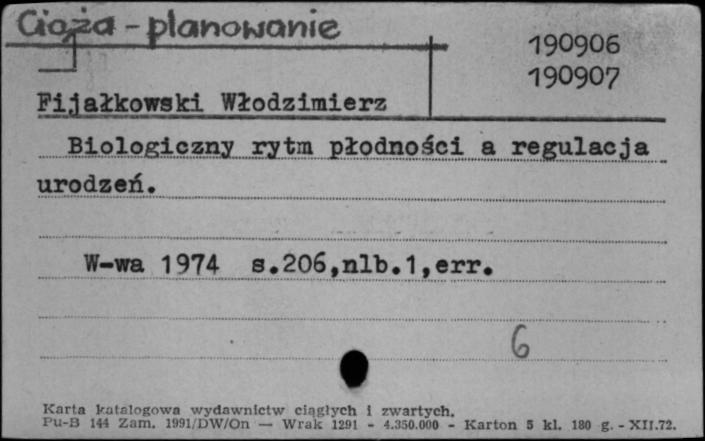 Ciąża - planowanie
190906
190907
Fijałkowski Włodzimierz
Biologiczny rytm płodności a regulacja
urodzeń.
W-wa 1974 s.206,nlb.1,err.
6
Karta katalogowa wydawnictw ciągłych i zwartych.
Pu-B 144 Zam. 1991/DW/On — Wrak 1291 - 4.350.000 - Karton 5 kl. 180 g. - XII.72.